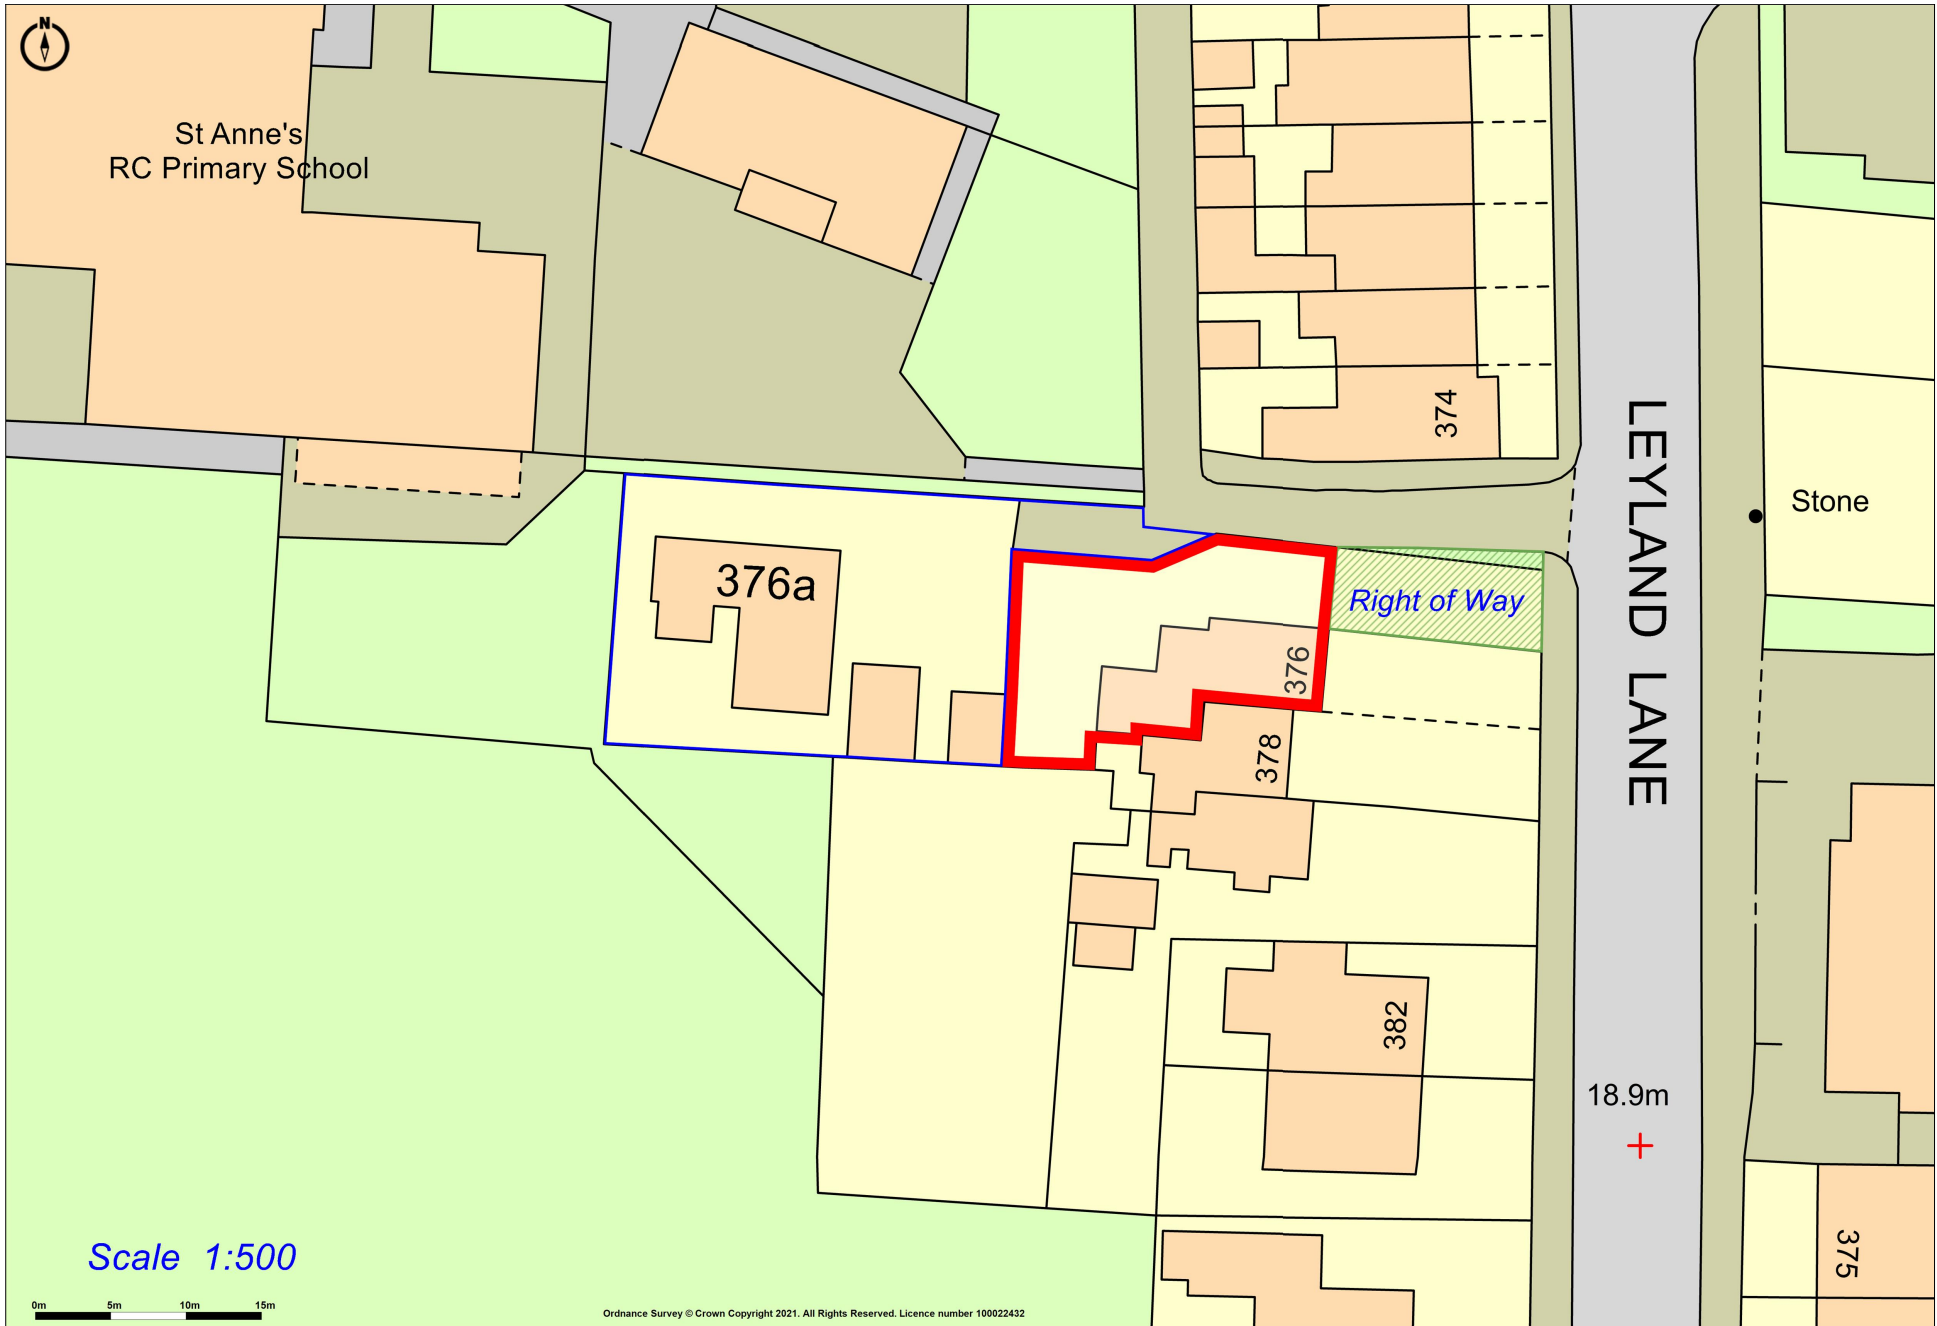 N
St Anne's
RC Primary School
374
LEYLAND LANE
Stone
376a
Right of Way
376
378
382
18.9m
375
Scale 1:500
0m 5m 10m 15m
Ordnance Survey © Crown Copyright 2021. All Rights Reserved. Licence number 100022432